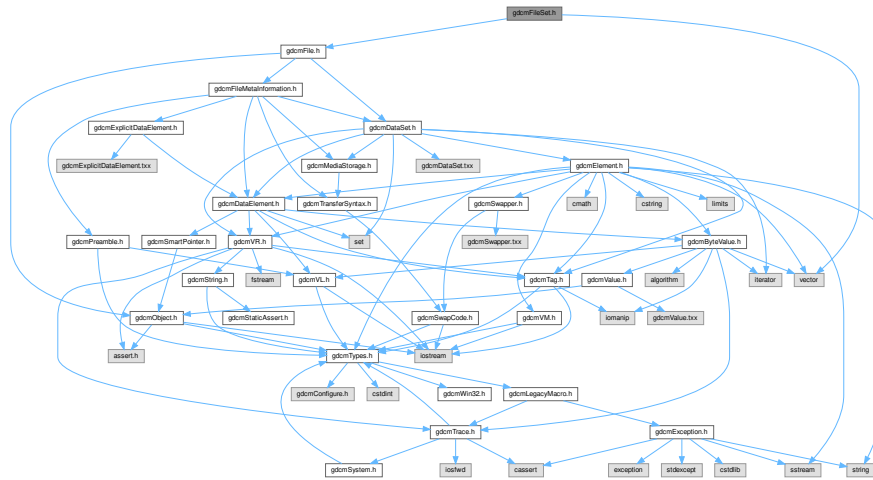 gdcmFileSet.h
gdcmFile.h
gdcmFileMetaInformation.h
gdcmExplicitDataElement.h
gdcmDataSet.h
gdcmExplicitDataElement.txx
gdcmMediaStorage.h
gdcmDataSet.txx
gdcmElement.h
gdcmDataElement.h
gdcmTransferSyntax.h
gdcmSwapper.h
cmath
cstring
limits
gdcmPreamble.h
gdcmSmartPointer.h
gdcmVR.h
set
gdcmSwapper.txx
gdcmByteValue.h
gdcmString.h
fstream
gdcmVL.h
gdcmTag.h
gdcmValue.h
algorithm
iterator
vector
gdcmObject.h
gdcmStaticAssert.h
gdcmSwapCode.h
gdcmVM.h
iomanip
gdcmValue.txx
assert.h
gdcmTypes.h
iostream
gdcmConfigure.h
cstdint
gdcmWin32.h
gdcmLegacyMacro.h
gdcmTrace.h
gdcmException.h
gdcmSystem.h
iosfwd
cassert
exception
stdexcept
cstdlib
sstream
string